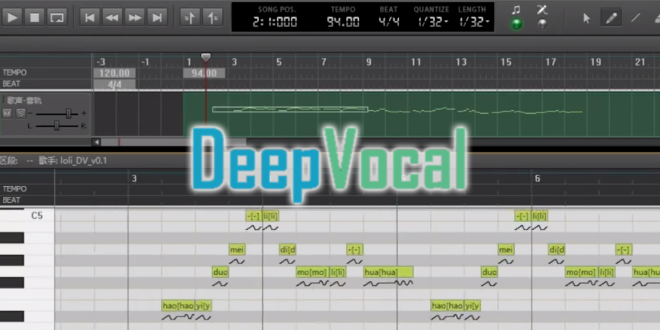 SONG POS. TEMPO BEAT QUANTIZE LENGTH
2:1:000 94.00 4/4 1/32 1/32
-3 -1 1 3 5 7 9 11 13 15 17 19 21
TEMPO 120.00 94.00
BEAT 4/4
歌声-音轨
L R
DeepVocal
区段: -- 歌手: loli_DV_v0.1
3 5
TEMPO
BEAT
C5 -[-] li[li] -[-] li[li]
mei di[d -[-] mei di[d -[-]
duo mo[mo] li[li] hua[hua] duo mo[mo] li[li] hua[hua]
hao[hao yi[y hao[hao yi[y